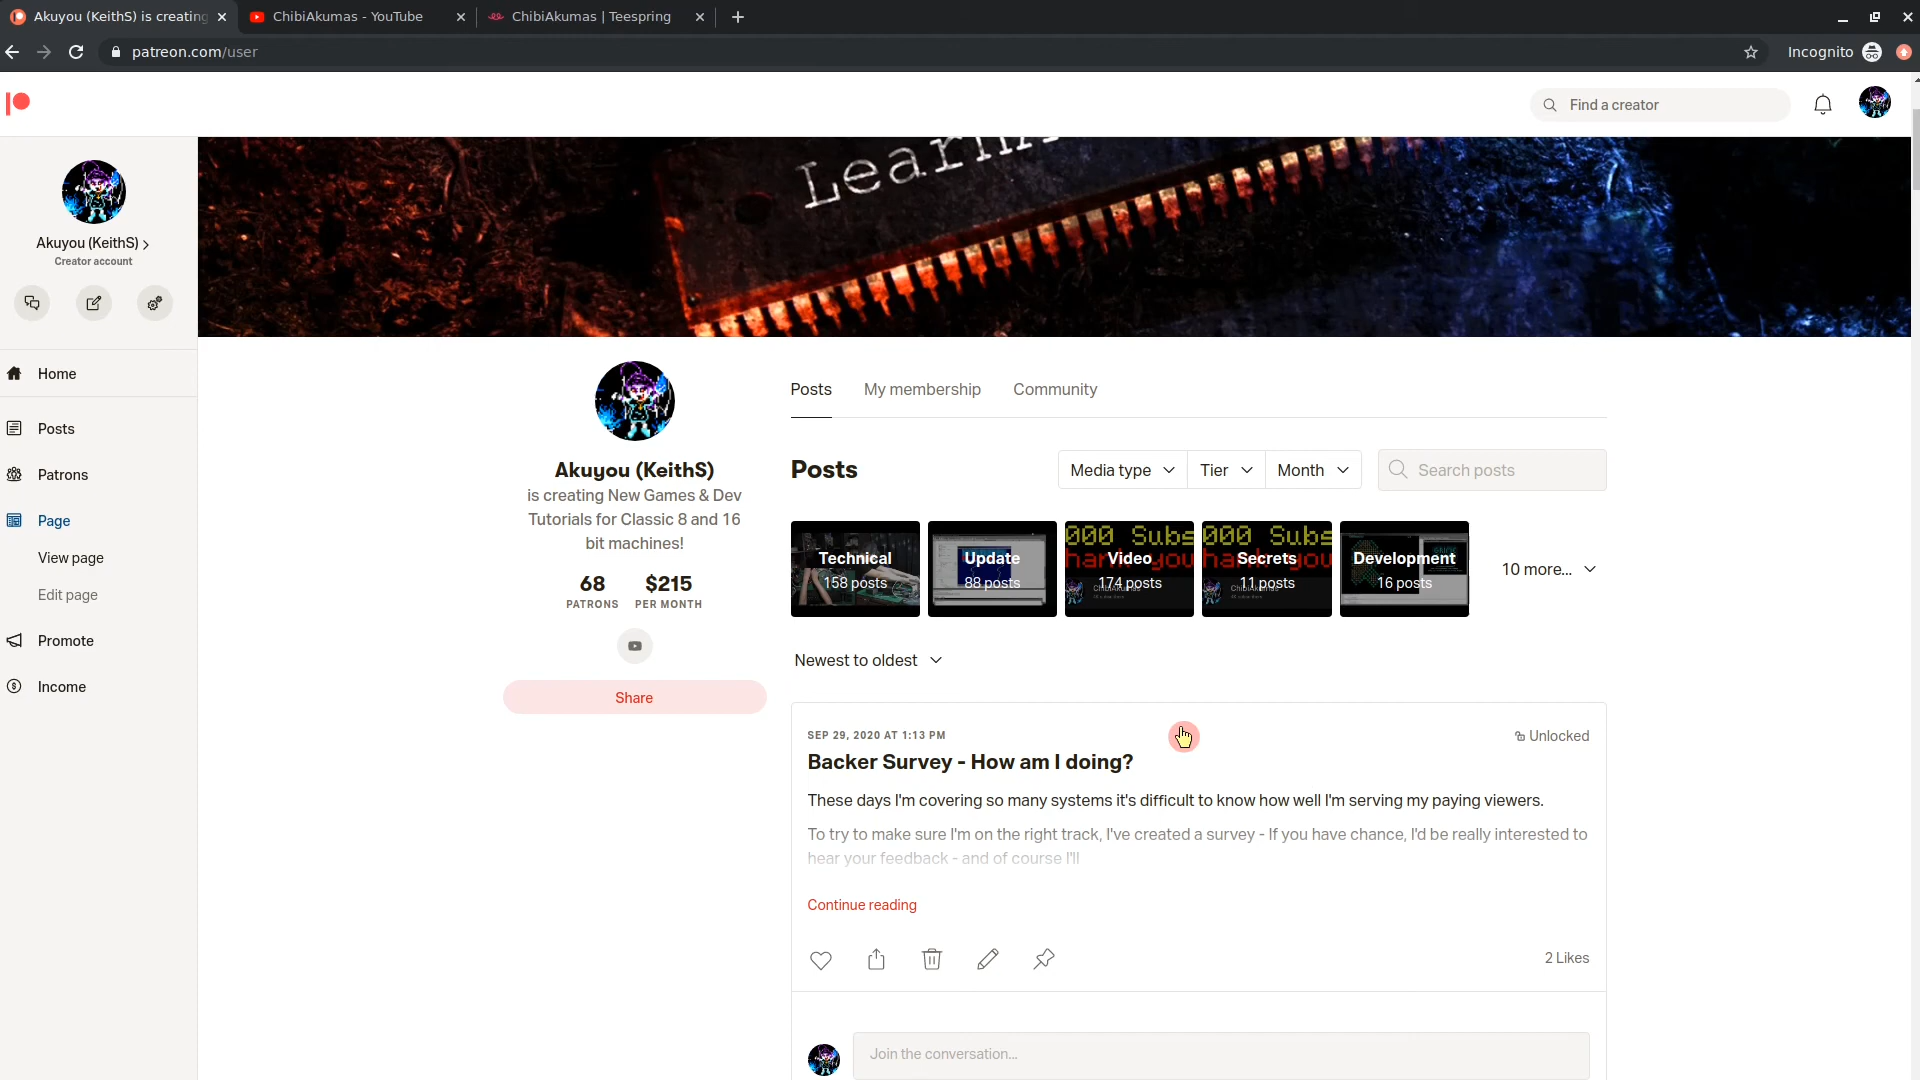 Akuyou (KeithS) is creating
ChibiAkumas - YouTube
ChibiAkumas | Teespring
patreon.com/user
Incognito
Find a creator
Akuyou (KeithS)
Creator account
Home
Posts
Patrons
Page
View page
Edit page
Promote
Income
Akuyou (KeithS)
is creating New Games & Dev
Tutorials for Classic 8 and 16
bit machines!
68
PATRONS
$215
PER MONTH
Share
Posts
My membership
Community
Posts
Media type
Tier
Month
Search posts
Technical
158 posts
Update
88 posts
000 Subs
Video
174 posts
ChibiAkumas
000 Subs
Secrets
11 posts
ChibiAkumas
Development
16 posts
10 more...
Newest to oldest
SEP 29, 2020 AT 1:13 PM
Unlocked
Backer Survey - How am I doing?
These days I'm covering so many systems it's difficult to know how well I'm serving my paying viewers.
To try to make sure I'm on the right track, I've created a survey - If you have chance, I'd be really interested to
hear your feedback - and of course I'll
Continue reading
2 Likes
Join the conversation...